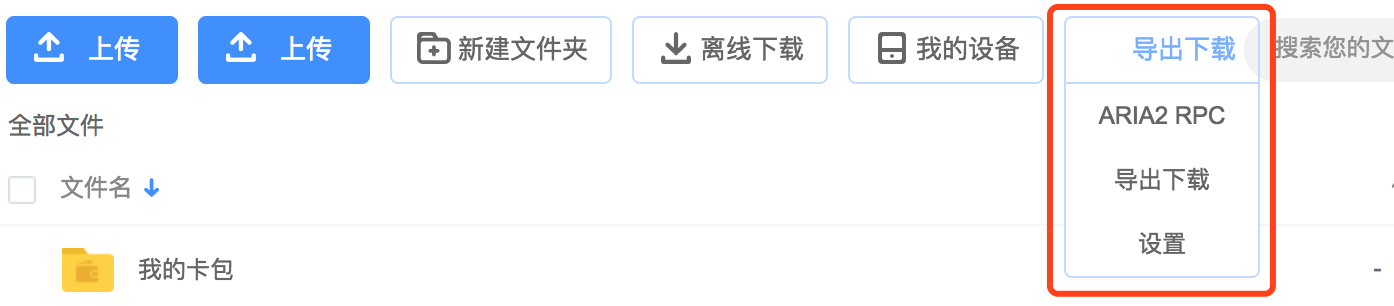 上传
上传
新建文件夹
离线下载
我的设备
导出下载
搜索您的文
ARIA2 RPC
导出下载
设置
全部文件
文件名
我的卡包
-